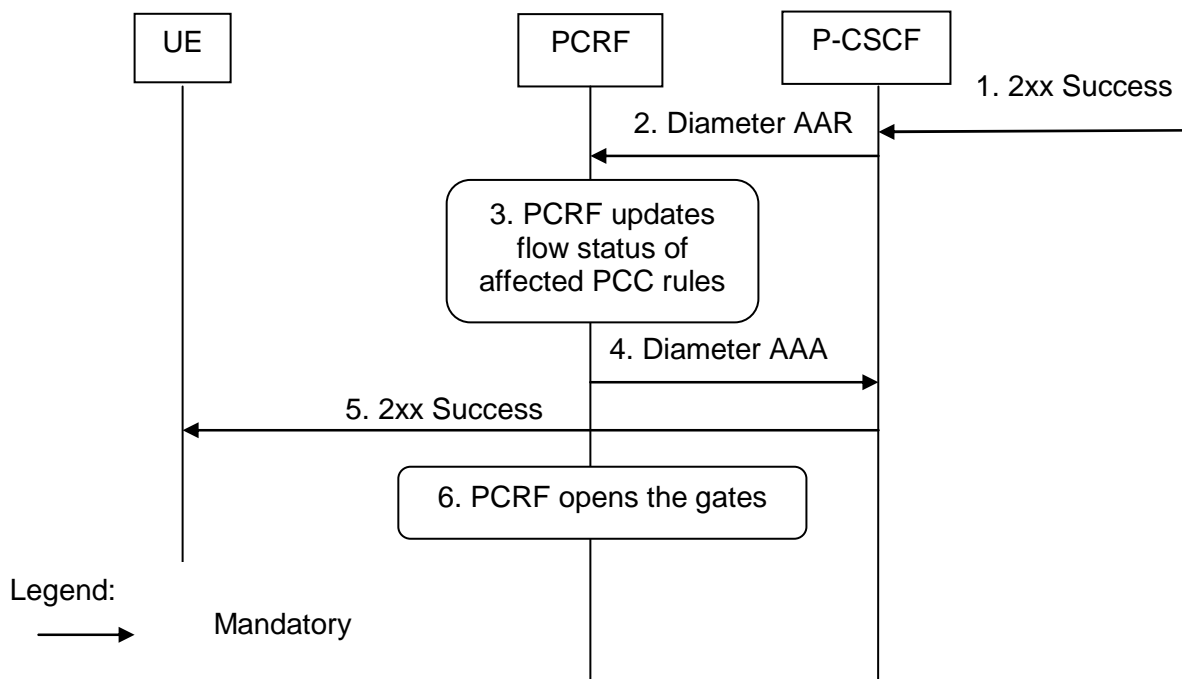 UE
PCRF
P-CSCF
1. 2xx Success
2. Diameter AAR
3. PCRF updates
flow status of
affected PCC rules
4. Diameter AAA
5. 2xx Success
6. PCRF opens the gates
Legend:
Mandatory